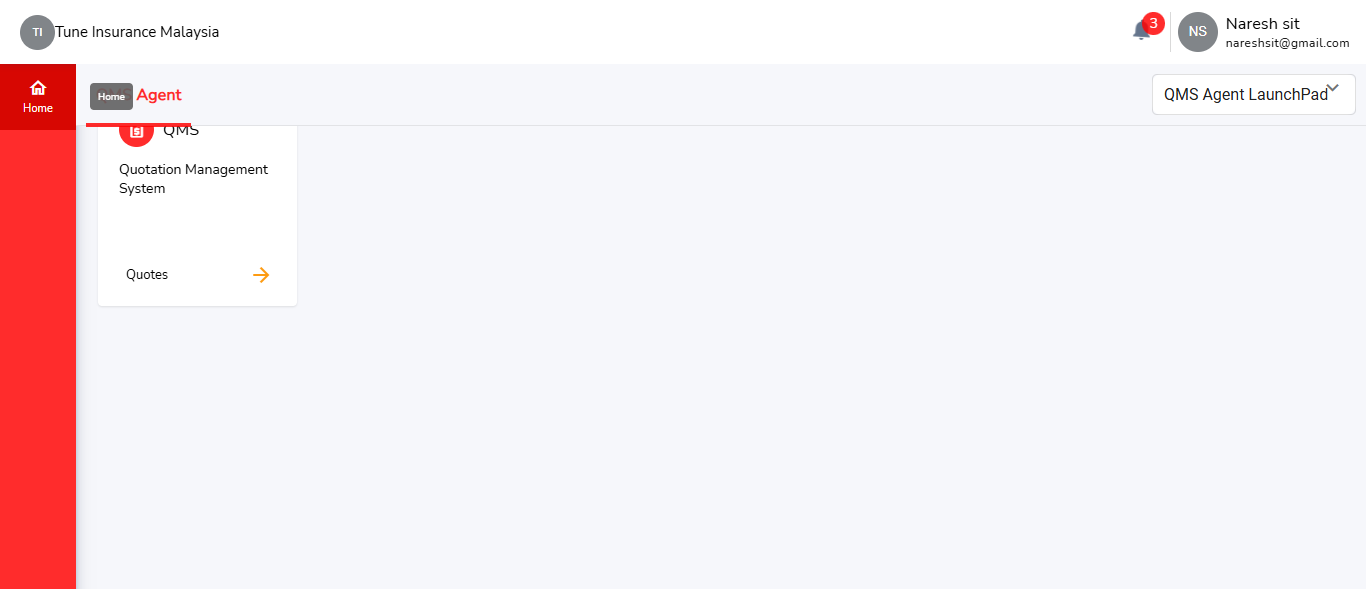 TI Tune Insurance Malaysia
3
NS
Naresh sit
nareshsit@gmail.com
Home
Home
Agent
QMS Agent LaunchPad
QMS
Quotation Management
System
Quotes